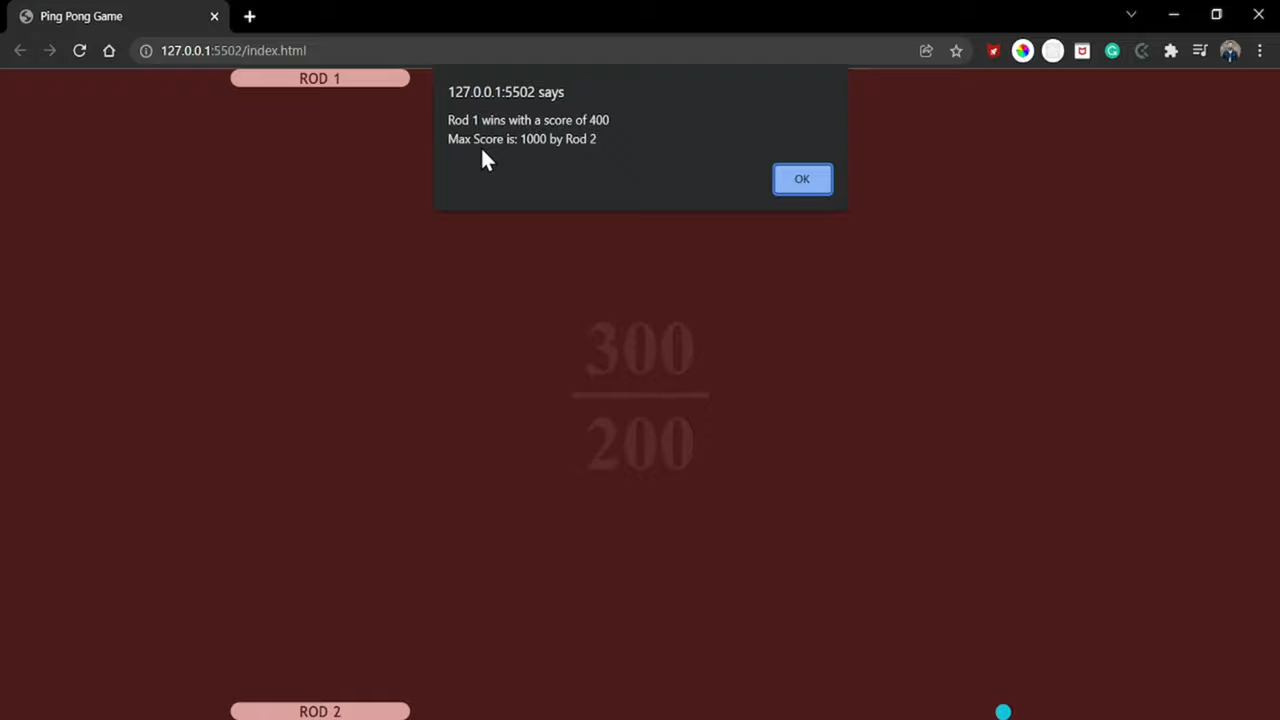 Ping Pong Game
127.0.0.1:5502/index.html
ROD 1
127.0.0.1:5502 says
Rod 1 wins with a score of 400
Max Score is: 1000 by Rod 2
OK
300
200
ROD 2